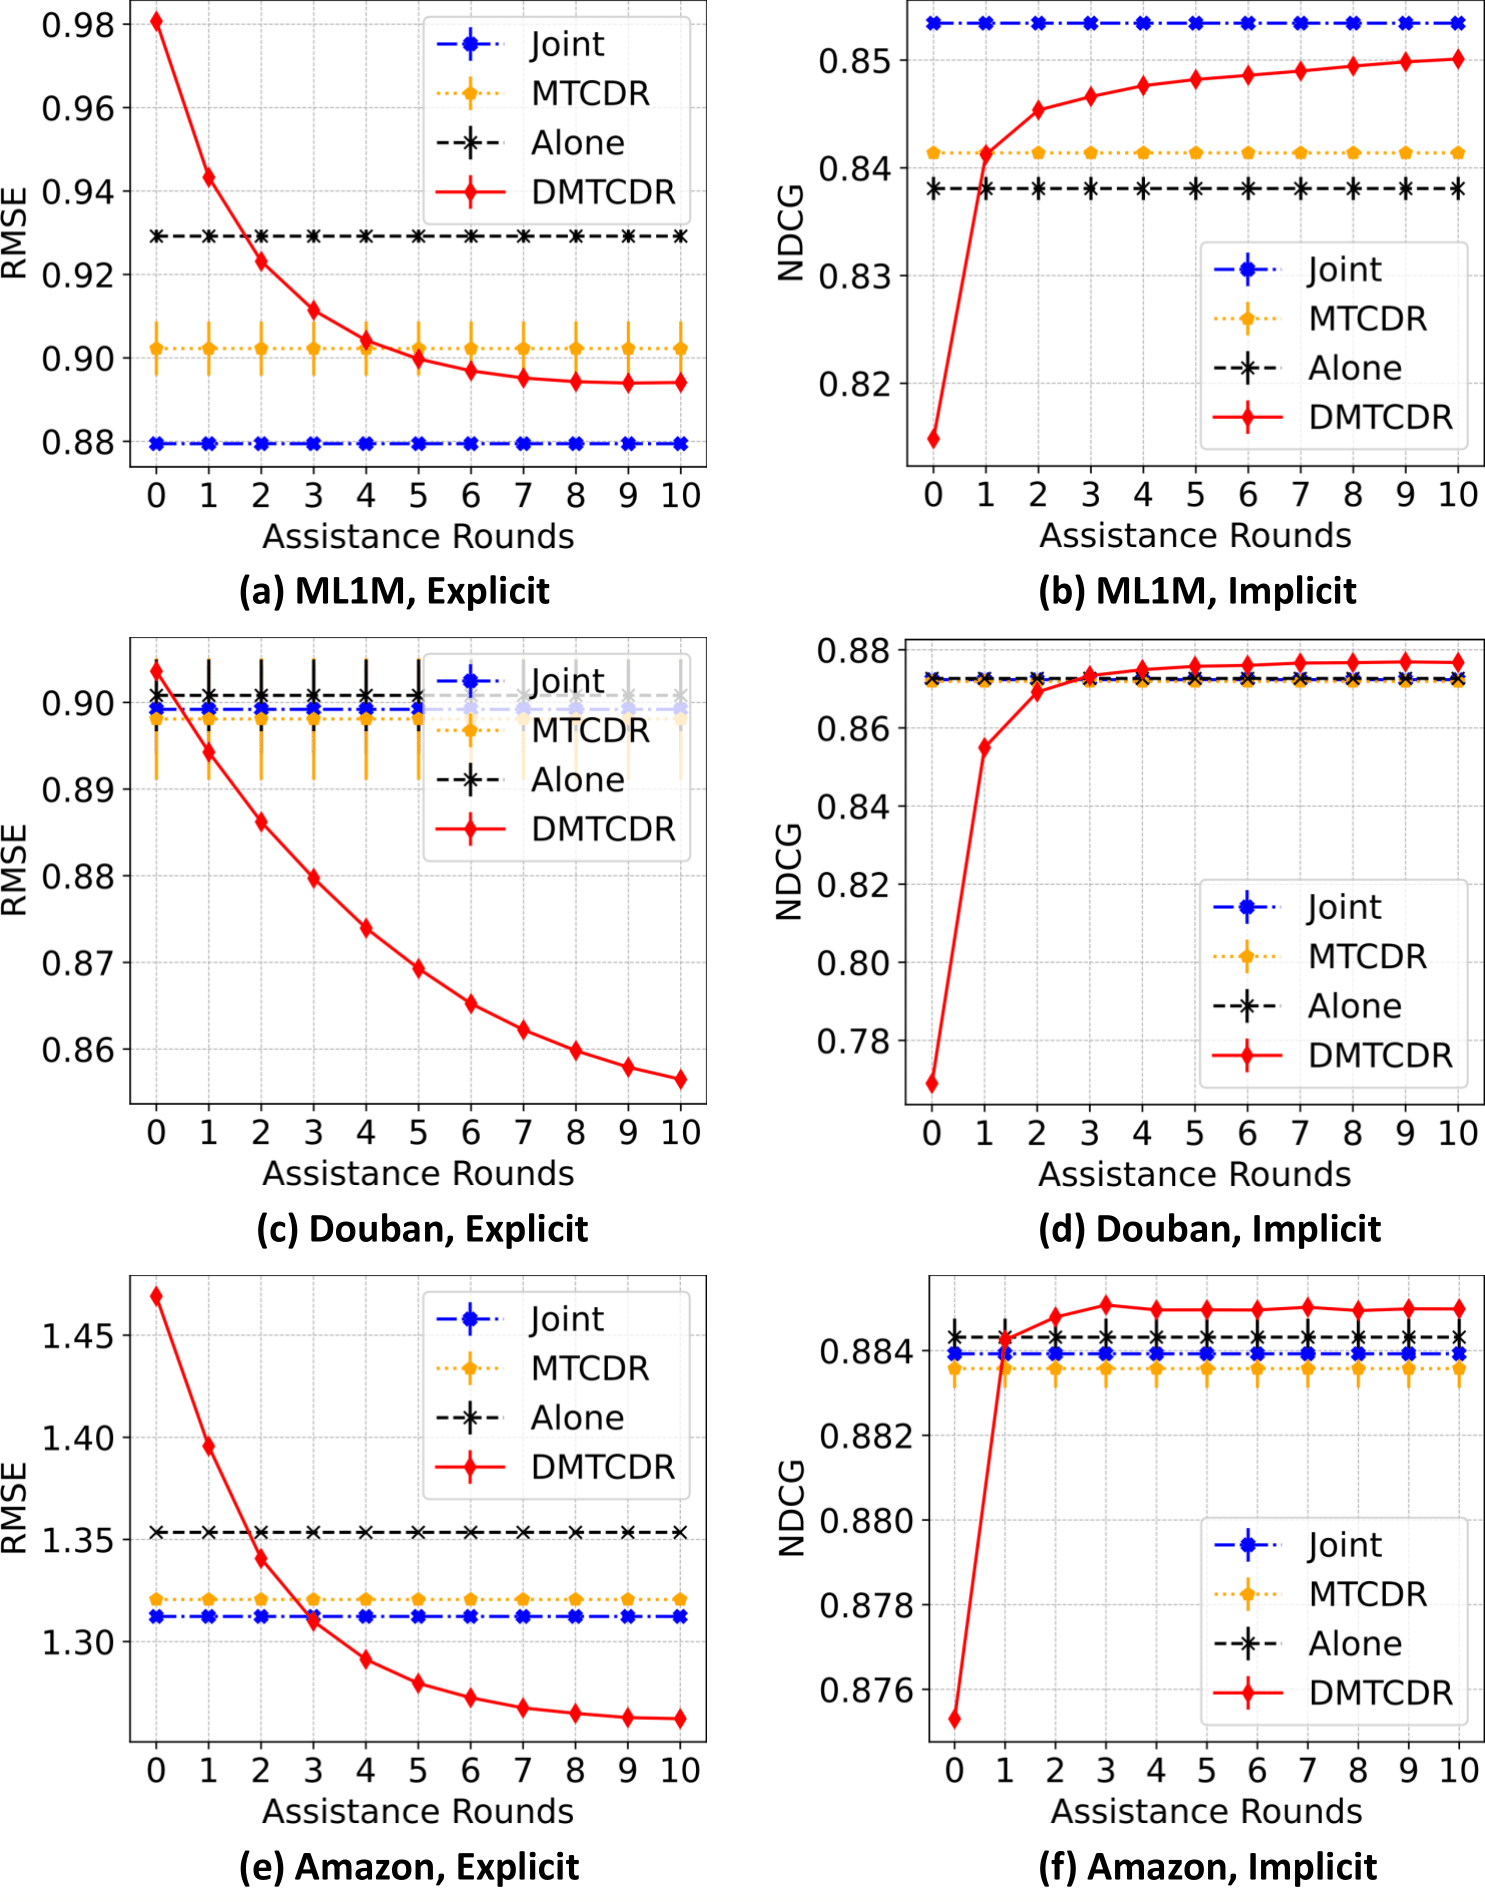 0.98
0.96
0.94
0.92
0.90
0.88
RMSE
Joint
MTCDR
Alone
DMTCDR
0 1 2 3 4 5 6 7 8 9 10
Assistance Rounds
(a) ML1M, Explicit
0.85
0.84
0.83
0.82
NDCG
Joint
MTCDR
Alone
DMTCDR
0 1 2 3 4 5 6 7 8 9 10
Assistance Rounds
(b) ML1M, Implicit
0.90
0.89
0.88
0.87
0.86
RMSE
Joint
MTCDR
Alone
DMTCDR
0 1 2 3 4 5 6 7 8 9 10
Assistance Rounds
(c) Douban, Explicit
0.88
0.86
0.84
0.82
0.80
0.78
NDCG
Joint
MTCDR
Alone
DMTCDR
0 1 2 3 4 5 6 7 8 9 10
Assistance Rounds
(d) Douban, Implicit
1.45
1.40
1.35
1.30
RMSE
Joint
MTCDR
Alone
DMTCDR
0 1 2 3 4 5 6 7 8 9 10
Assistance Rounds
(e) Amazon, Explicit
0.884
0.882
0.880
0.878
0.876
NDCG
Joint
MTCDR
Alone
DMTCDR
0 1 2 3 4 5 6 7 8 9 10
Assistance Rounds
(f) Amazon, Implicit